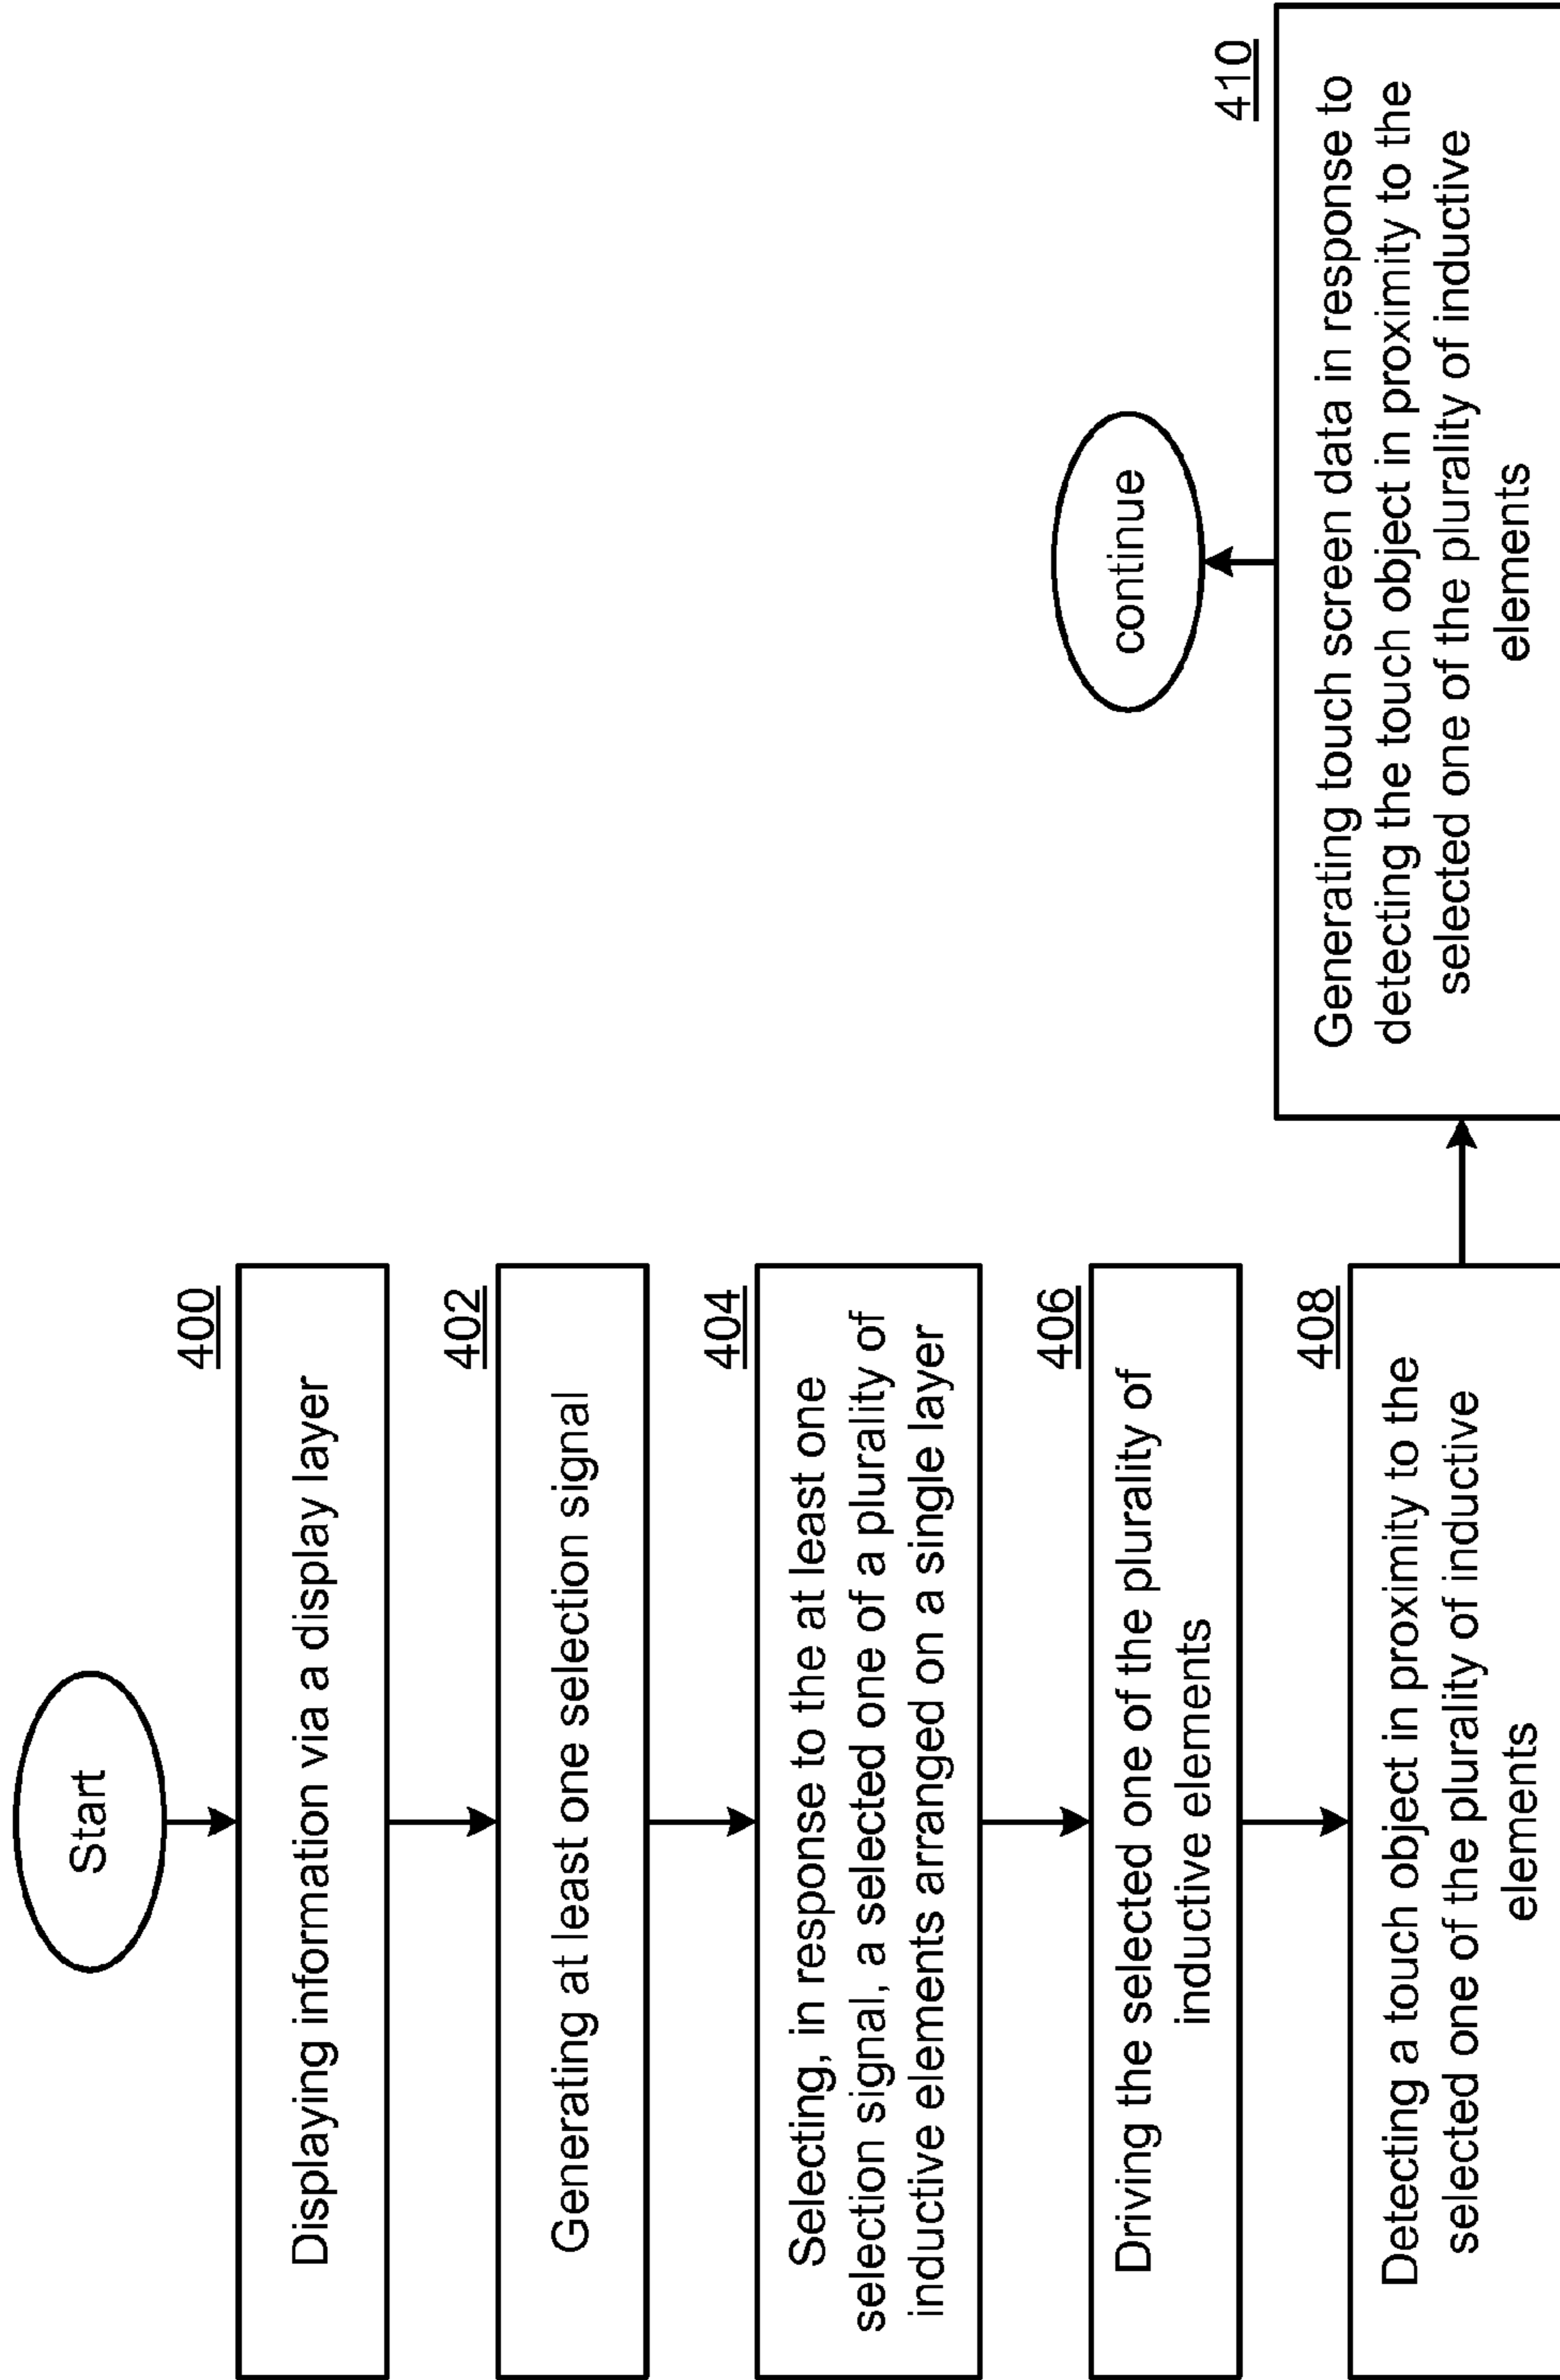 Start
400
Displaying information via a display layer
402
Generating at least one selection signal
404
Selecting, in response to the at least one
selection signal, a selected one of a plurality of
inductive elements arranged on a single layer
406
Driving the selected one of the plurality of
inductive elements
408
Detecting a touch object in proximity to the
selected one of the plurality of inductive
elements
410
Generating touch screen data in response to
detecting the touch object in proximity to the
selected one of the plurality of inductive
elements
continue